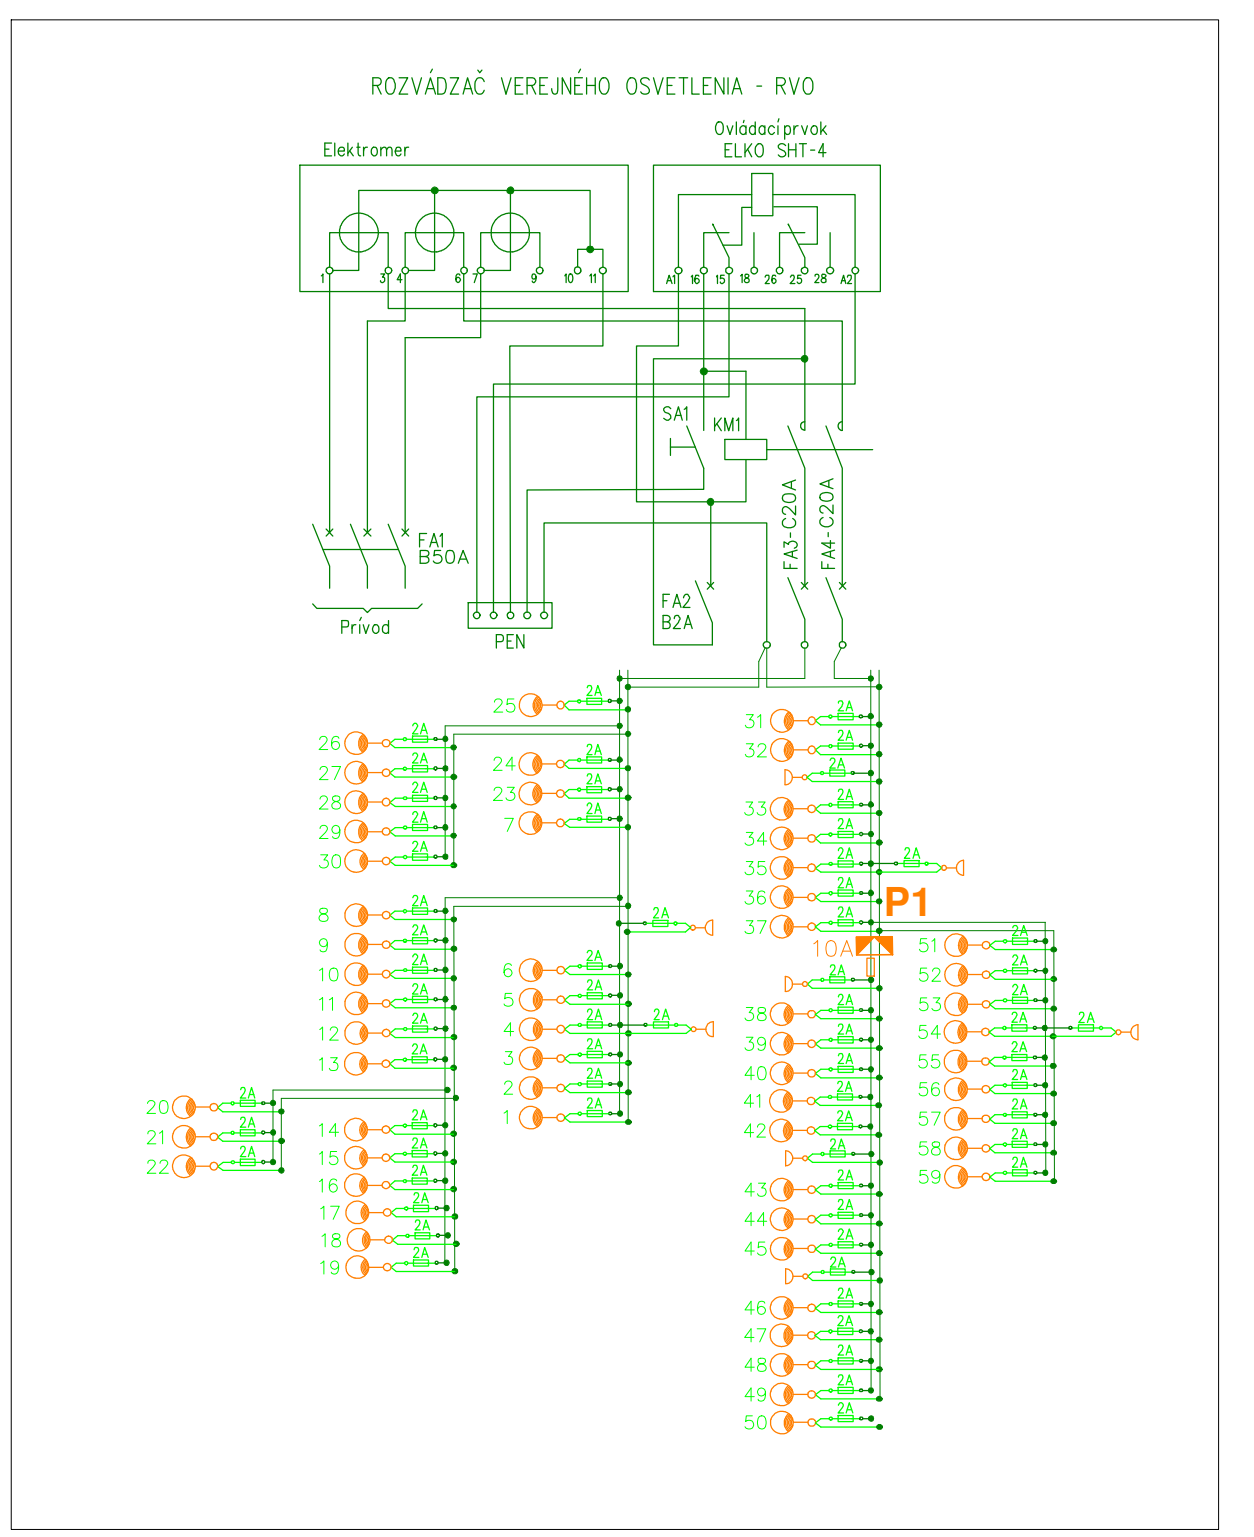 ROZVÁDZAČ VEREJNÉHO OSVETLENIA - RVO
Elektromer
Ovládací prvok
ELKO SHT-4
1 3 4 6 7 9 10 11
A1 16 15 18 26 25 28 A2
SA1
KM1
FA3-C20A
FA4-C20A
FA1
B50A
FA2
B2A
Prívod
PEN
25 2A
31 2A
26 2A
32 2A
24 2A
27 2A
2A
23 2A
28 2A
33 2A
7 2A
29 2A
34 2A
30 2A
35 2A 2A
36 2A
P1
8 2A
2A
37 2A
9 2A
10A
51 2A
6 2A
10 2A
2A
52 2A
5 2A
11 2A
38 2A
53 2A
4 2A 2A
12 2A
39 2A
54 2A 2A
3 2A
13 2A
40 2A
55 2A
2 2A
20 2A
41 2A
56 2A
1 2A
14 2A
21 2A
42 2A
57 2A
15 2A
22 2A
2A
58 2A
16 2A
43 2A
59 2A
17 2A
44 2A
18 2A
45 2A
19 2A
2A
46 2A
47 2A
48 2A
49 2A
50 2A